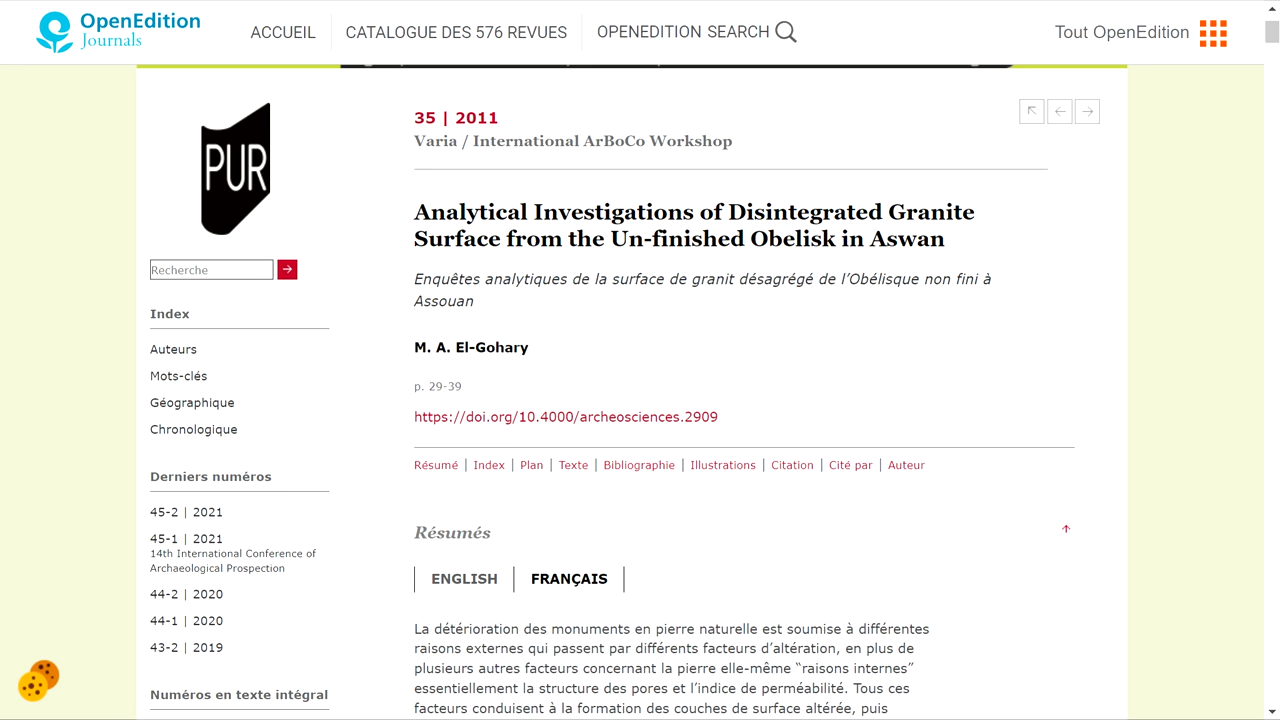 OpenEdition
Journals
ACCUEIL
CATALOGUE DES 576 REVUES
OPENEDITION SEARCH
Tout OpenEdition
PUR
Recherche
Index
Auteurs
Mots-clés
Géographique
Chronologique
Derniers numéros
45-2 | 2021
45-1 | 2021
14th International Conference of
Archaeological Prospection
44-2 | 2020
44-1 | 2020
43-2 | 2019
Numéros en texte intégral
35 | 2011
Varia / International ArBoCo Workshop
Analytical Investigations of Disintegrated Granite
Surface from the Un-finished Obelisk in Aswan
Enquêtes analytiques de la surface de granit désagrégé de l’Obélisque non fini à
Assouan
M. A. El-Gohary
p. 29-39
https://doi.org/10.4000/archeosciences.2909
Résumé | Index | Plan | Texte | Bibliographie | Illustrations | Citation | Cité par | Auteur
Résumés
ENGLISH
FRANÇAIS
La détérioration des monuments en pierre naturelle est soumise à différentes
raisons externes qui passent par différents facteurs d’altération, en plus de
plusieurs autres facteurs concernant la pierre elle-même “raisons internes”
essentiellement la structure des pores et l’indice de perméabilité. Tous ces
facteurs conduisent à la formation des couches de surface altérée, puis